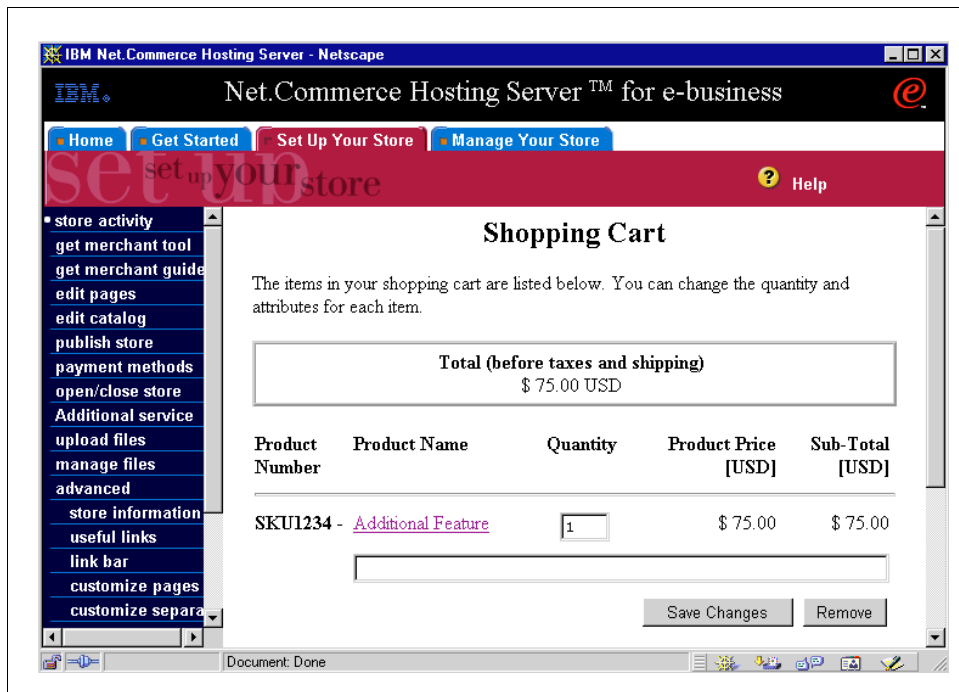 IBM Net.Commerce Hosting Server - Netscape
IBM. Net.Commerce Hosting Server ™ for e-business e
Home Get Started Set Up Your Store Manage Your Store
set up
set up your store
? Help
store activity
get merchant tool
get merchant guide
edit pages
edit catalog
publish store
payment methods
open/close store
Additional service
upload files
manage files
advanced
store information
useful links
link bar
customize pages
customize separa
Shopping Cart
The items in your shopping cart are listed below. You can change the quantity and
attributes for each item.
Total (before taxes and shipping)
$ 75.00 USD
Product Number Product Name Quantity Product Price [USD] Sub-Total [USD]
SKU1234 - Additional Feature 1 $ 75.00 $ 75.00
Save Changes Remove
Document: Done